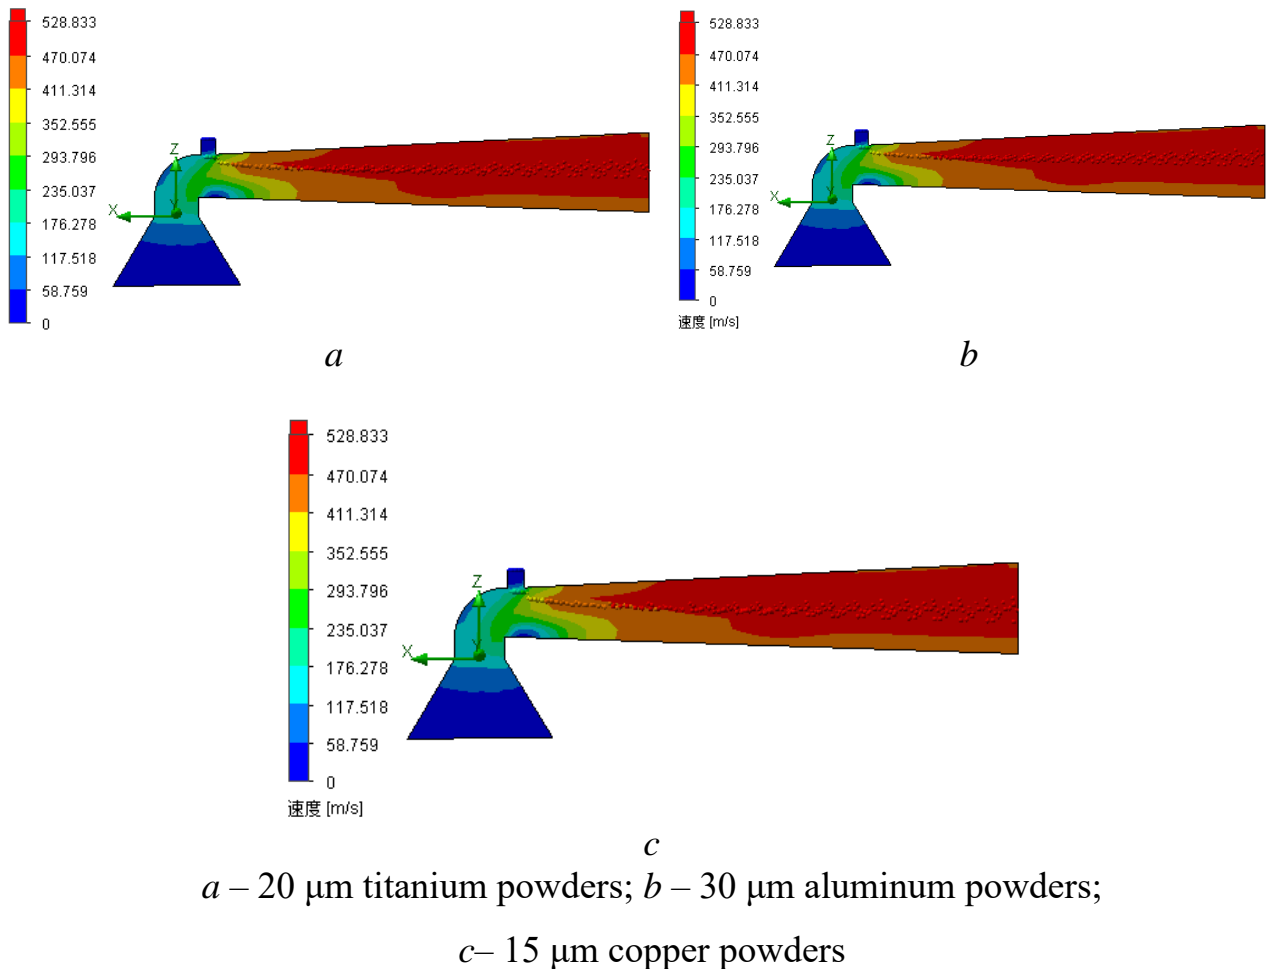 528.833
470.074
411.314
352.555
293.796
235.037
176.278
117.518
58.759
0
Z
X
a
528.833
470.074
411.314
352.555
293.796
235.037
176.278
117.518
58.759
0
速度 [m/s]
Z
X
b
528.833
470.074
411.314
352.555
293.796
235.037
176.278
117.518
58.759
0
速度 [m/s]
Z
Y
X
c
a – 20 μm titanium powders; b – 30 μm aluminum powders;
c– 15 μm copper powders